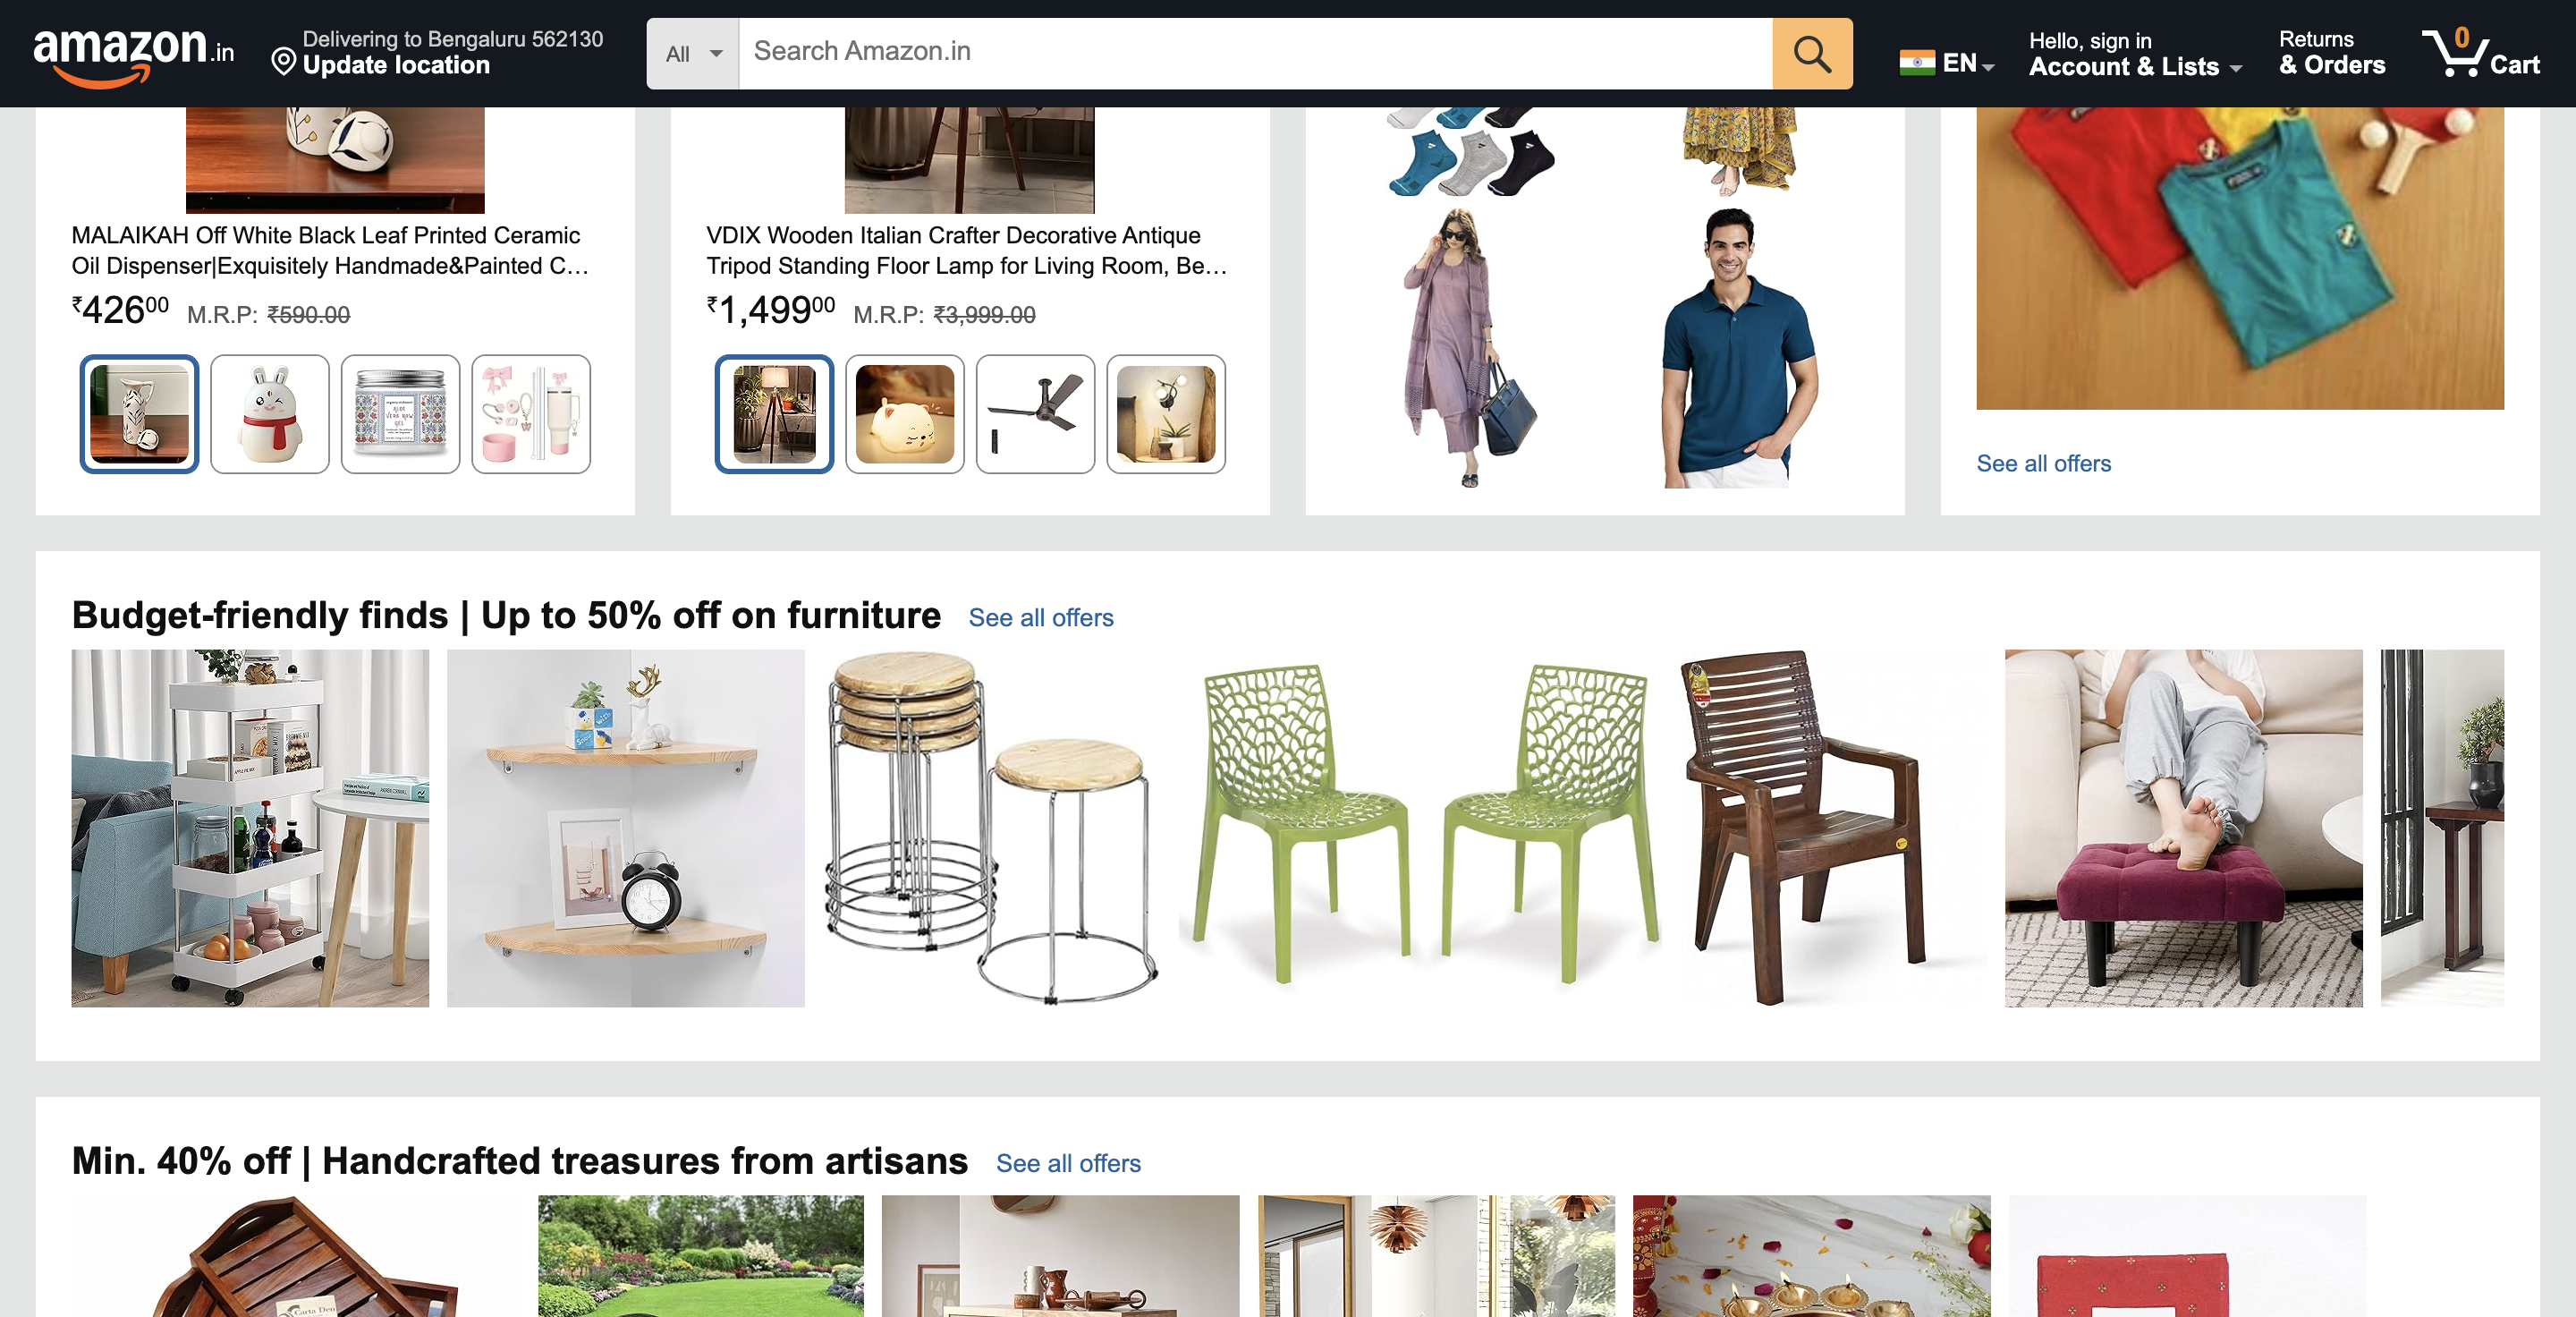 amazon.in
Delivering to Bengaluru 562130
Update location
All
Search Amazon.in
EN
Hello, sign in
Account & Lists
Returns
& Orders
0
Cart
MALAIKAH Off White Black Leaf Printed Ceramic
Oil Dispenser|Exquisitely Handmade&Painted C…
₹42600 M.R.P: ₹590.00
VDIX Wooden Italian Crafter Decorative Antique
Tripod Standing Floor Lamp for Living Room, Be…
₹1,49900 M.R.P: ₹3,999.00
See all offers
Budget-friendly finds | Up to 50% off on furniture See all offers
Min. 40% off | Handcrafted treasures from artisans See all offers
Carta Den